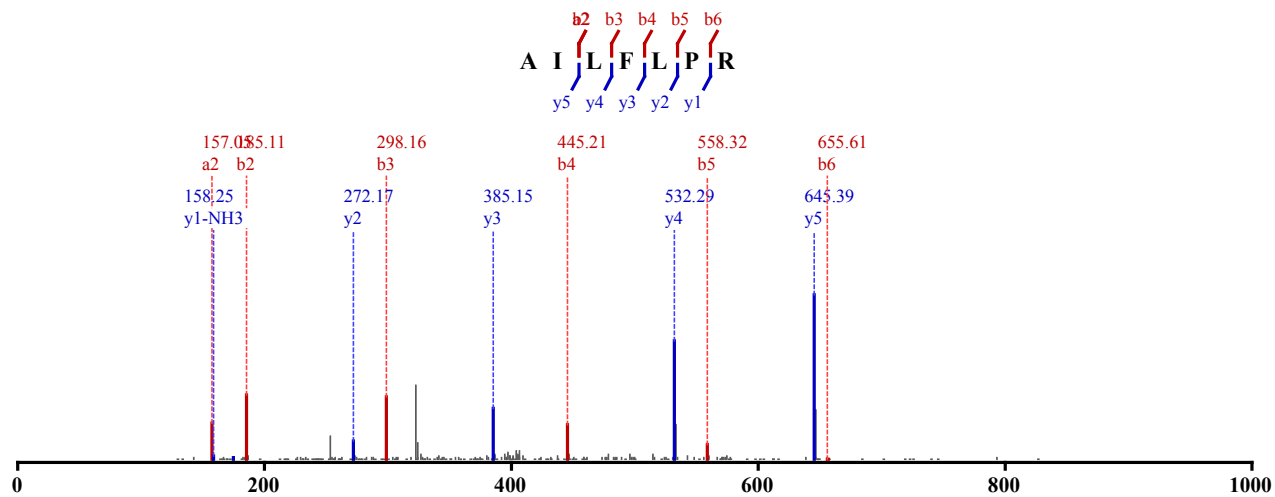 a2 b2 b3 b4 b5 b6
A I L F L P R
y5 y4 y3 y2 y1
157.05 185.11 298.16 445.21 558.32 655.61
a2 b2 b3 b4 b5 b6
158.25 272.17 385.15 532.29 645.39
y1-NH3 y2 y3 y4 y5
0 200 400 600 800 1000